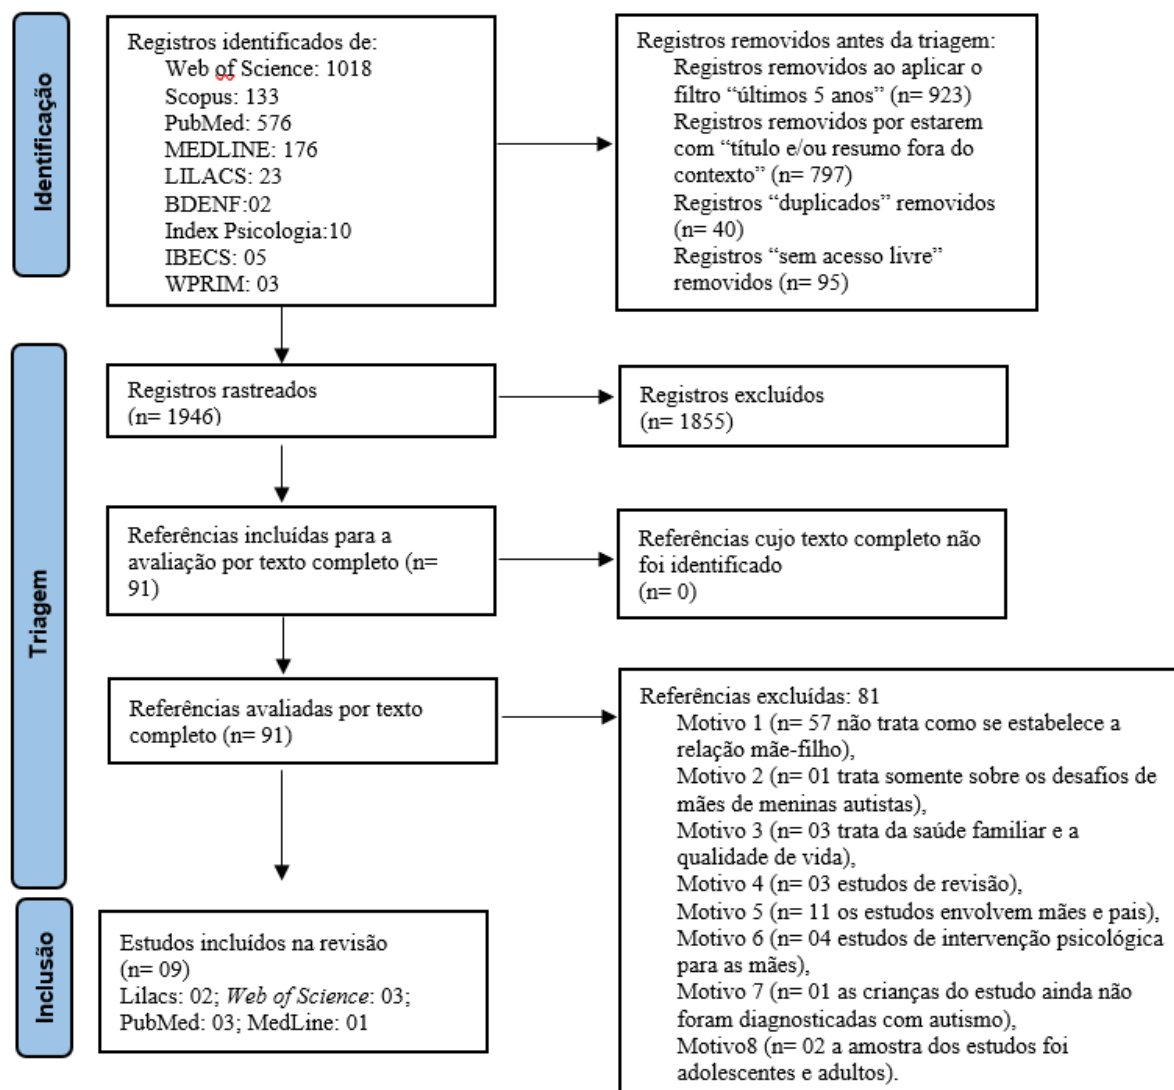 Identificação
Registros identificados de:
Web of Science: 1018
Scopus: 133
PubMed: 576
MEDLINE: 176
LILACS: 23
BDENF:02
Index Psicologia:10
IBECS: 05
WPRIM: 03
Registros removidos antes da triagem:
Registros removidos ao aplicar o
filtro “últimos 5 anos” (n= 923)
Registros removidos por estarem
com “título e/ou resumo fora do
contexto” (n= 797)
Registros “duplicados” removidos
(n= 40)
Registros “sem acesso livre”
removidos (n= 95)
Triagem
Registros rastreados
(n= 1946)
Registros excluídos
(n= 1855)
Referências incluídas para a
avaliação por texto completo (n=
91)
Referências cujo texto completo não
foi identificado
(n= 0)
Referências avaliadas por texto
completo (n= 91)
Referências excluídas: 81
Motivo 1 (n= 57 não trata como se estabelece a
relação mãe-filho),
Motivo 2 (n= 01 trata somente sobre os desafios de
mães de meninas autistas),
Motivo 3 (n= 03 trata da saúde familiar e a
qualidade de vida),
Motivo 4 (n= 03 estudos de revisão),
Motivo 5 (n= 11 os estudos envolvem mães e pais),
Motivo 6 (n= 04 estudos de intervenção psicológica
para as mães),
Motivo 7 (n= 01 as crianças do estudo ainda não
foram diagnosticadas com autismo),
Motivo8 (n= 02 a amostra dos estudos foi
adolescentes e adultos).
Inclusão
Estudos incluídos na revisão
(n= 09)
Lilacs: 02; Web of Science: 03;
PubMed: 03; MedLine: 01